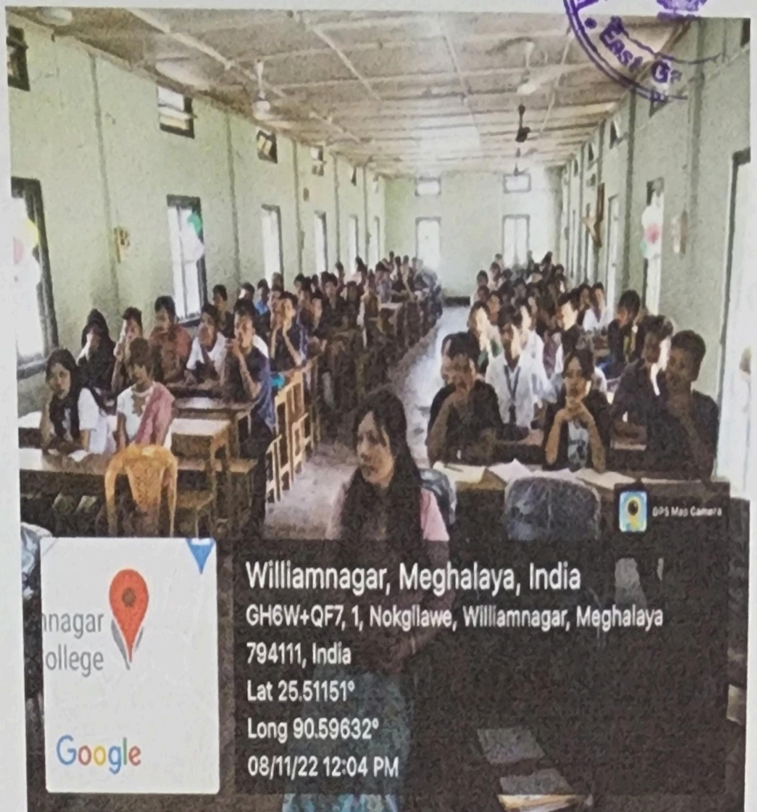 East
GPS Map Camera
Williamnagar, Meghalaya, India
GH6W+QF7, 1, Nokgilawe, Williamnagar, Meghalaya
794111, India
Lat 25.51151°
Long 90.59632°
08/11/22 12:04 PM
nnagar
ollege
Google